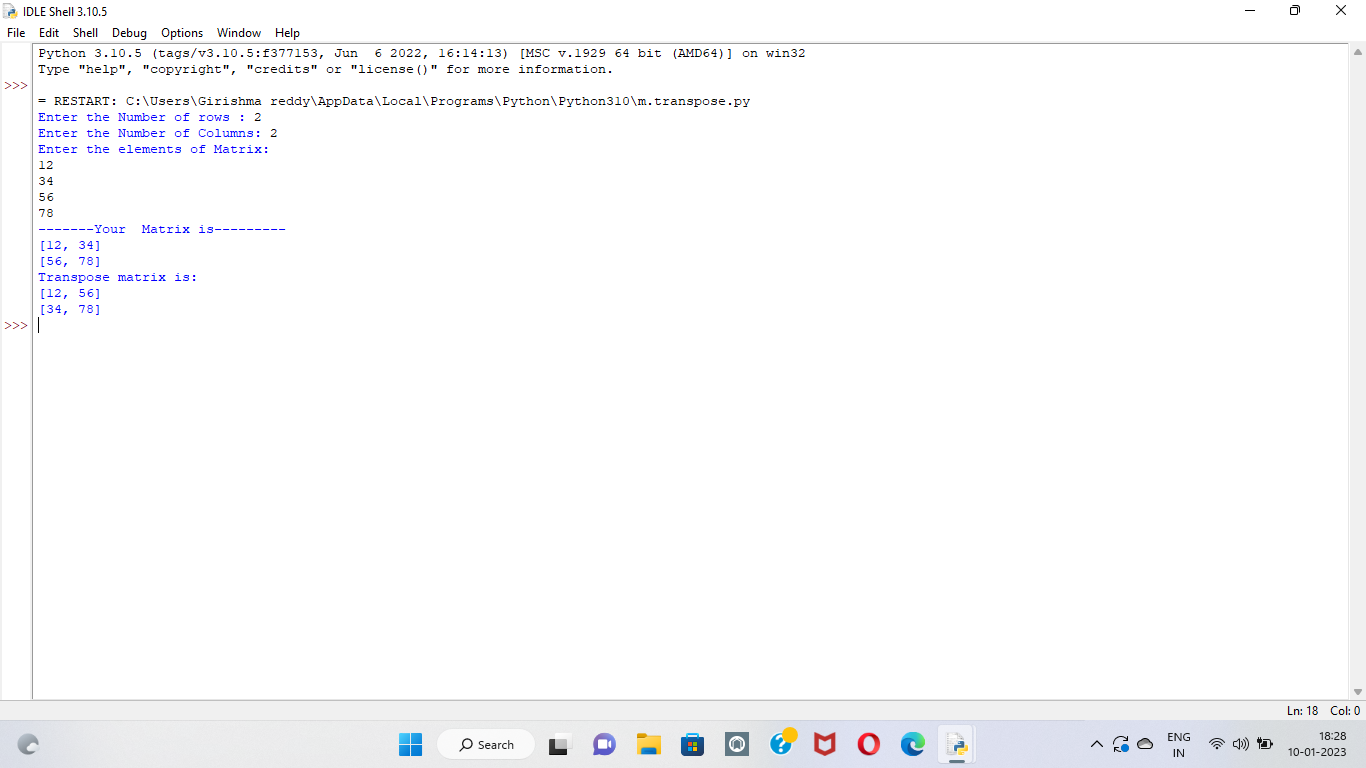 IDLE Shell 3.10.5
File Edit Shell Debug Options Window Help
Python 3.10.5 (tags/v3.10.5:f377153, Jun  6 2022, 16:14:13) [MSC v.1929 64 bit (AMD64)] on win32
Type "help", "copyright", "credits" or "license()" for more information.
>>>
= RESTART: C:\Users\Girishma reddy\AppData\Local\Programs\Python\Python310\m.transpose.py
Enter the Number of rows : 2
Enter the Number of Columns: 2
Enter the elements of Matrix:
12
34
56
78
-------Your  Matrix is---------
[12, 34]
[56, 78]
Transpose matrix is:
[12, 56]
[34, 78]
>>>
Ln: 18 Col: 0
Search
ENG
IN
18:28
10-01-2023